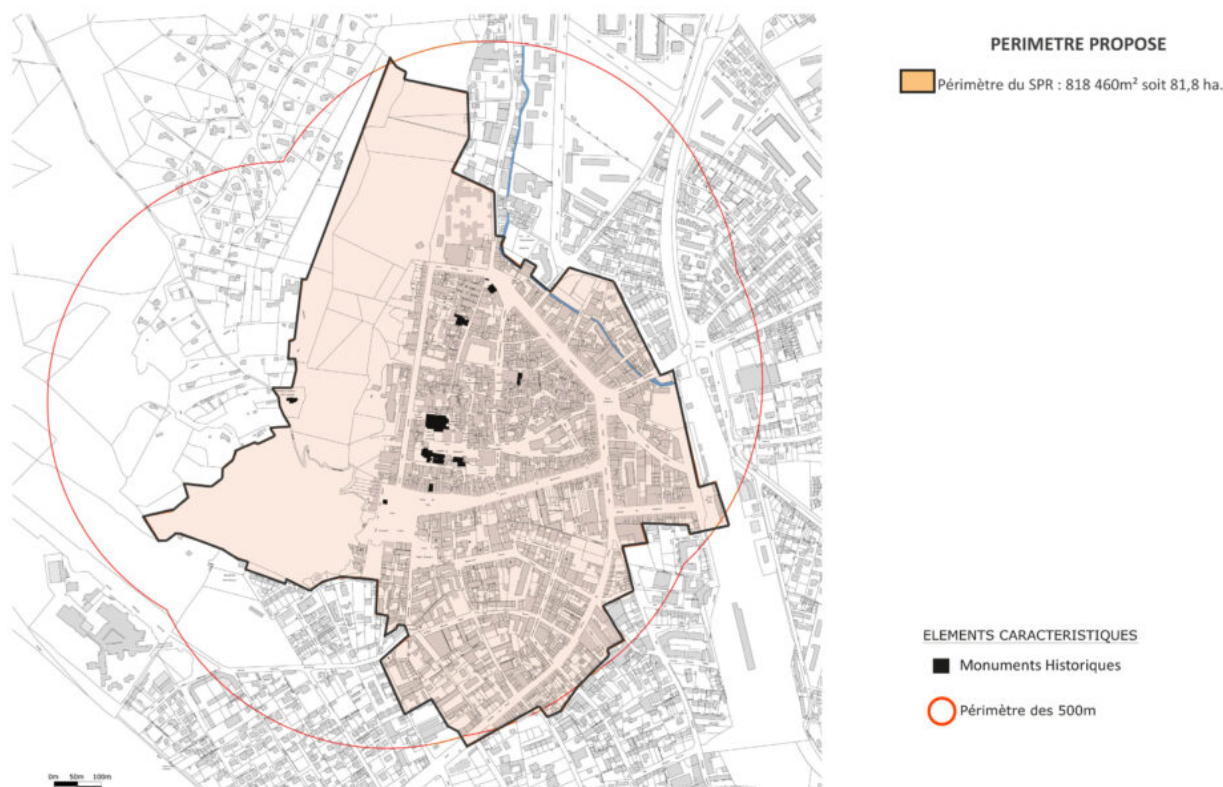 PERIMETRE PROPOSE
Périmètre du SPR : 818 460m² soit 81,8 ha.
ELEMENTS CARACTERISTIQUES
Monuments Historiques
Périmètre des 500m
0m 50m 100m